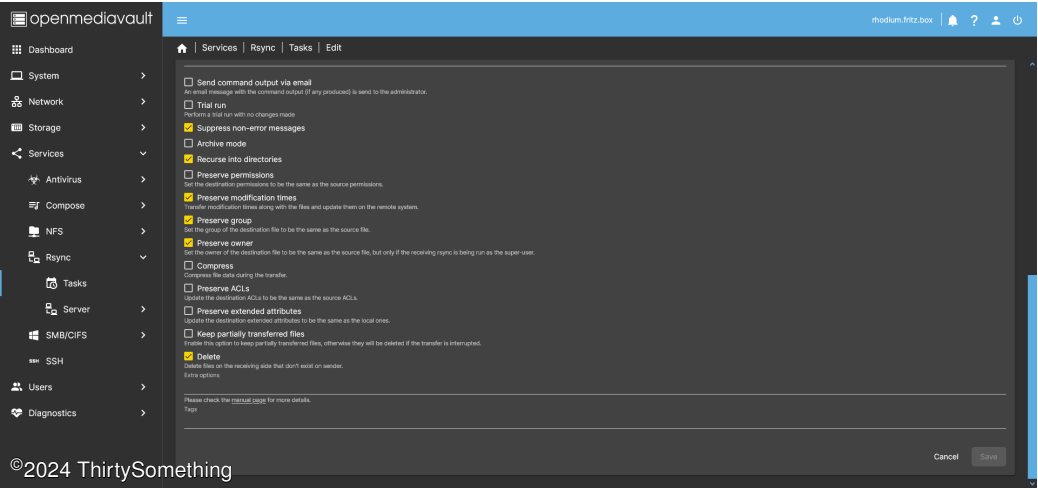 openmediavault
rhodium.fritz.box
Dashboard
System
Network
Storage
Services
Antivirus
Compose
NFS
Rsync
Tasks
Server
SMB/CIFS
SSH SSH
Users
Diagnostics
| Services | Rsync | Tasks | Edit
Send command output via email
An email message with the command output (if any produced) is send to the administrator.
Trial run
Perform a trial run with no changes made
Suppress non-error messages
Archive mode
Recurse into directories
Preserve permissions
Set the destination permissions to be the same as the source permissions.
Preserve modification times
Transfer modification times along with the files and update them on the remote system.
Preserve group
Set the group of the destination file to be the same as the source file.
Preserve owner
Set the owner of the destination file to be the same as the source file, but only if the receiving rsync is being run as the super-user.
Compress
Compress file data during the transfer.
Preserve ACLs
Update the destination ACLs to be the same as the source ACLs.
Preserve extended attributes
Update the destination extended attributes to be the same as the local ones.
Keep partially transferred files
Enable this option to keep partially transferred files, otherwise they will be deleted if the transfer is interrupted.
Delete
Delete files on the receiving side that don't exist on sender.
Extra options
Please check the manual page for more details.
Tags
Cancel Save
©2024 ThirtySomething